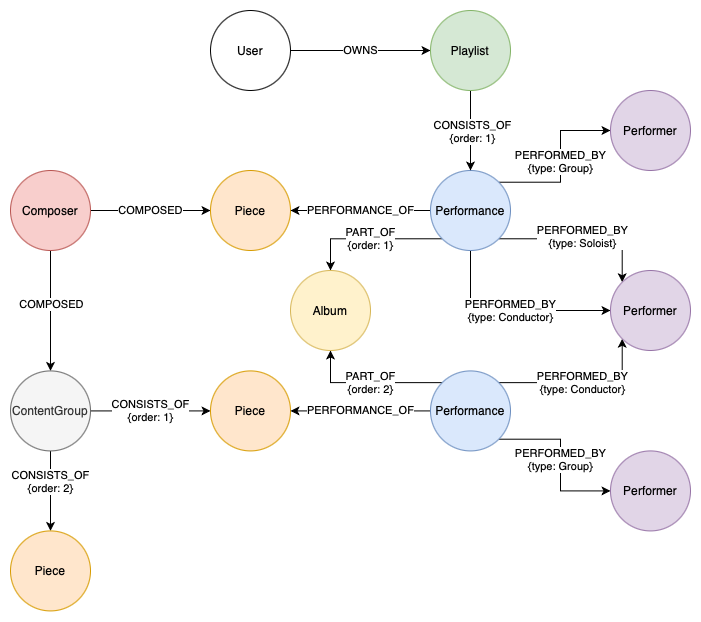 User
OWNS
Playlist
CONSISTS_OF
{order: 1}
Performer
PERFORMED_BY
{type: Group}
Composer
COMPOSED
Piece
PERFORMANCE_OF
Performance
PART_OF
{order: 1}
PERFORMED_BY
{type: Soloist}
COMPOSED
Album
PERFORMED_BY
{type: Conductor}
Performer
PART_OF
{order: 2}
PERFORMED_BY
{type: Conductor}
ContentGroup
CONSISTS_OF
{order: 1}
Piece
PERFORMANCE_OF
Performance
PERFORMED_BY
{type: Group}
CONSISTS_OF
{order: 2}
Performer
Piece